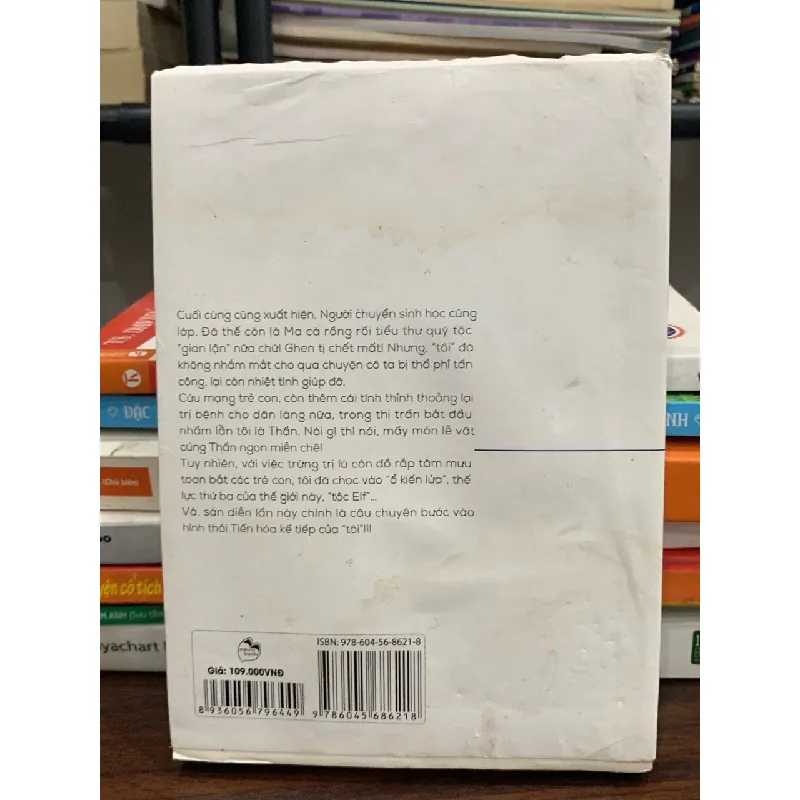 Cuối cùng cũng xuất hiện, Người chuyển sinh học cùng
lớp. Đã thế còn là Ma cà rồng rồi tiểu thư quý tộc
"gian lận" nữa chứ! Ghen tị chết mất! Nhưng, "tôi" đã
không nhắm mắt cho qua chuyện cô ta bị thổ phỉ tấn
công, lại còn nhiệt tình giúp đỡ.
Cứu mạng trẻ con, còn thêm cái tính thỉnh thoảng lại
trị bệnh cho dân làng nữa, trong thị trấn bắt đầu
nhầm lẫn tôi là Thần. Nói gì thì nói, mấy món lễ vật
cúng Thần ngon miễn chê!
Tuy nhiên, với việc trừng trị lũ côn đồ rắp tâm mưu
toan bắt cóc trẻ con, tôi đã chọc vào "ổ kiến lửa", thế
lực thứ ba của thế giới này, "tộc Elf"...
Và, sàn diễn lần này chính là câu chuyện bước vào
hình thái Tiến hóa kế tiếp của "tôi"!!!
ISBN: 978-604-56-8621-8
Giá: 109.000VNĐ
8 936056 796449
9 786045 686218
ĐẶC
NH
yện cổ tích
yachart